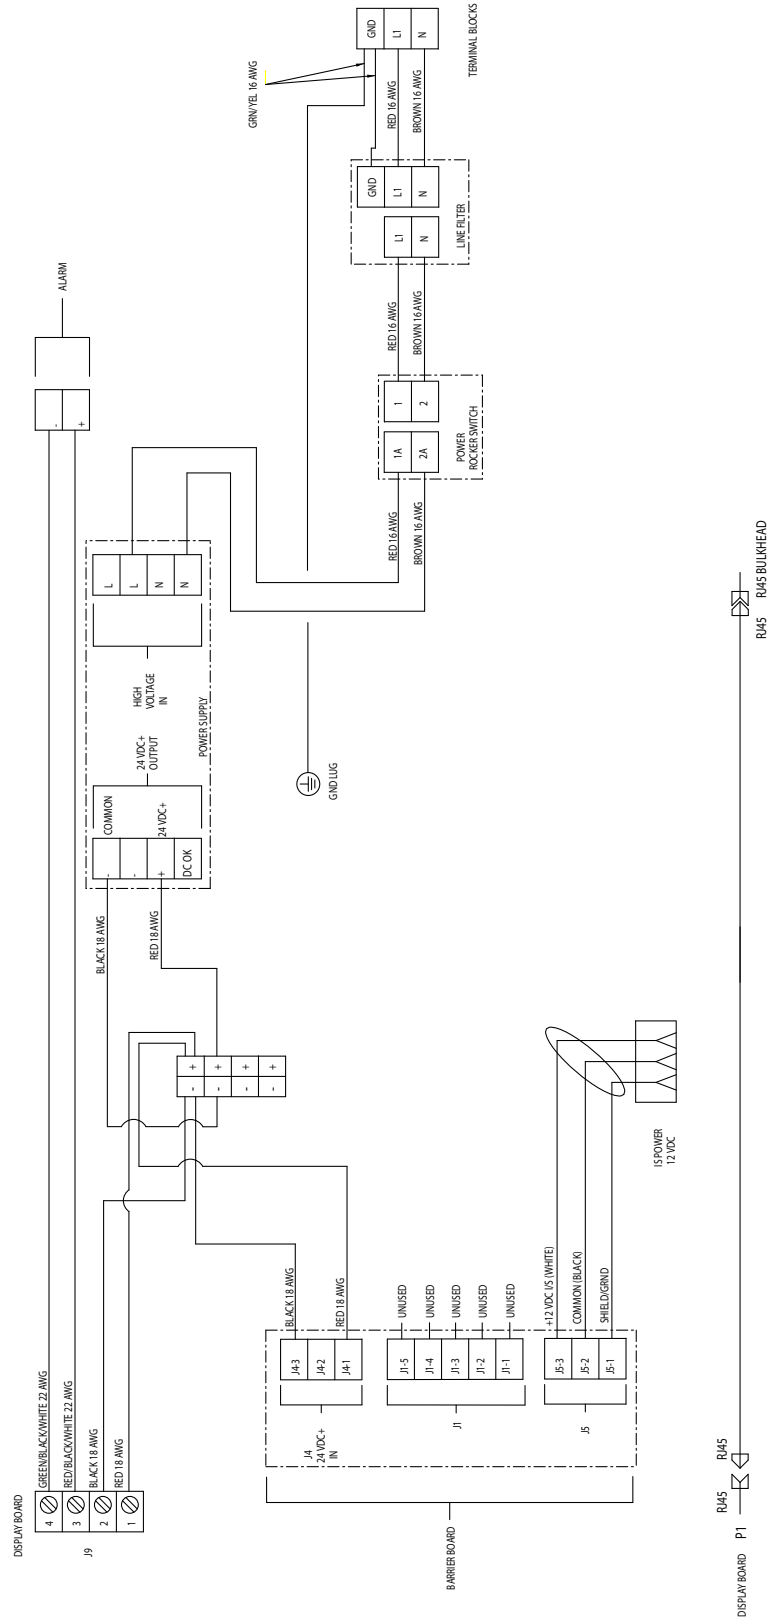 DISPLAY BOARD
J9
4
3
2
1
GREEN/BLACK/WHITE 22 AWG
RED/BLACK/WHITE 22 AWG
BLACK 18 AWG
RED 18 AWG
-
+
ALARM
BLACK 18 AWG
RED 18 AWG
-
-
+
DC OK
COMMON
24 VDC+
24 VDC+
OUTPUT
HIGH
VOLTAGE
IN
POWER SUPPLY
L
L
N
N
- +
- +
- +
- +
GND LUG
GRN/YEL 16 AWG
RED 16 AWG
BROWN 16 AWG
1A
2A
1
2
POWER
ROCKER SWITCH
RED 16 AWG
BROWN 16 AWG
L1
N
GND
L1
N
LINE FILTER
RED 16 AWG
BROWN 16 AWG
GND
L1
N
TERMINAL BLOCKS
BARRIER BOARD
J4
24 VDC+
IN
J4-3
J4-2
J4-1
BLACK 18 AWG
RED 18 AWG
J1
J1-5
J1-4
J1-3
J1-2
J1-1
UNUSED
UNUSED
UNUSED
UNUSED
UNUSED
J5
J5-3
J5-2
J5-1
+12 VDC I/S (WHITE)
COMMON (BLACK)
SHIELD/GRND
IS POWER
12 VDC
DISPLAY BOARD P1
RJ45
RJ45
RJ45
RJ45 BULKHEAD